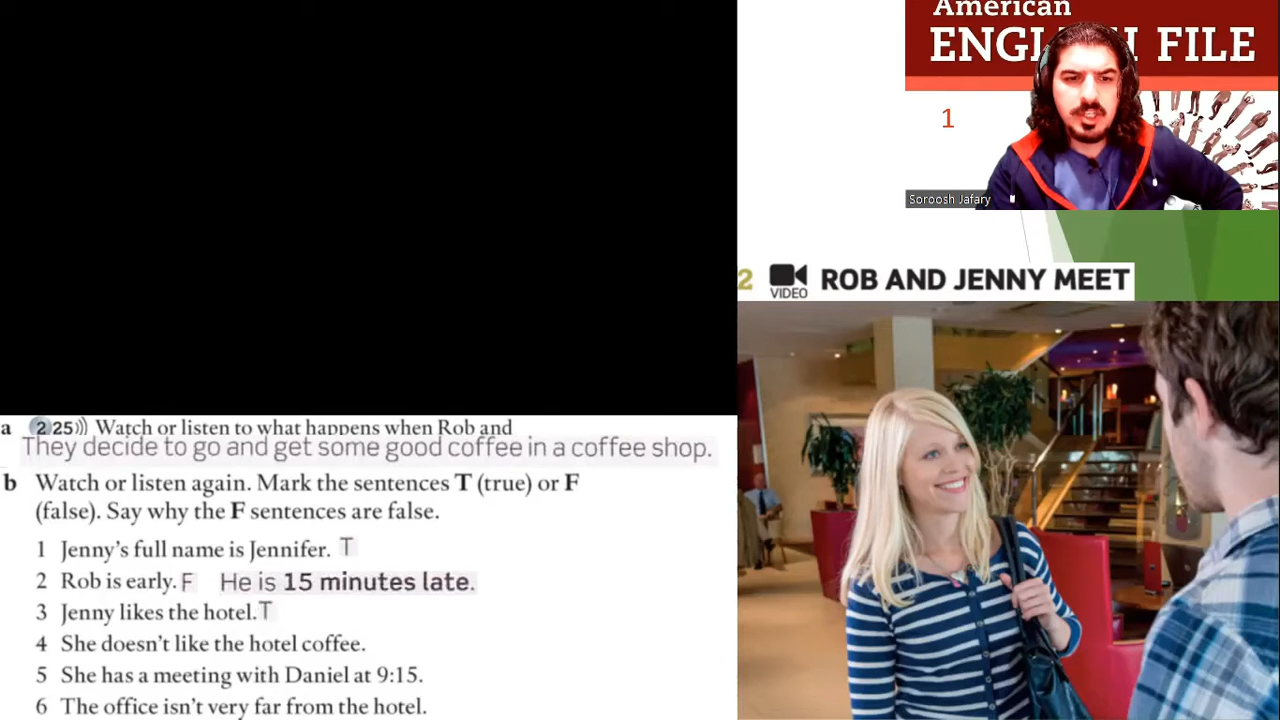 American
ENGLISH FILE
1
Soroosh Jafary
2 VIDEO ROB AND JENNY MEET
a 2 25)) Watch or listen to what happens when Rob and
They decide to go and get some good coffee in a coffee shop.
b Watch or listen again. Mark the sentences T (true) or F
(false). Say why the F sentences are false.
1 Jenny's full name is Jennifer. T
2 Rob is early. F He is 15 minutes late.
3 Jenny likes the hotel. T
4 She doesn't like the hotel coffee.
5 She has a meeting with Daniel at 9:15.
6 The office isn't very far from the hotel.